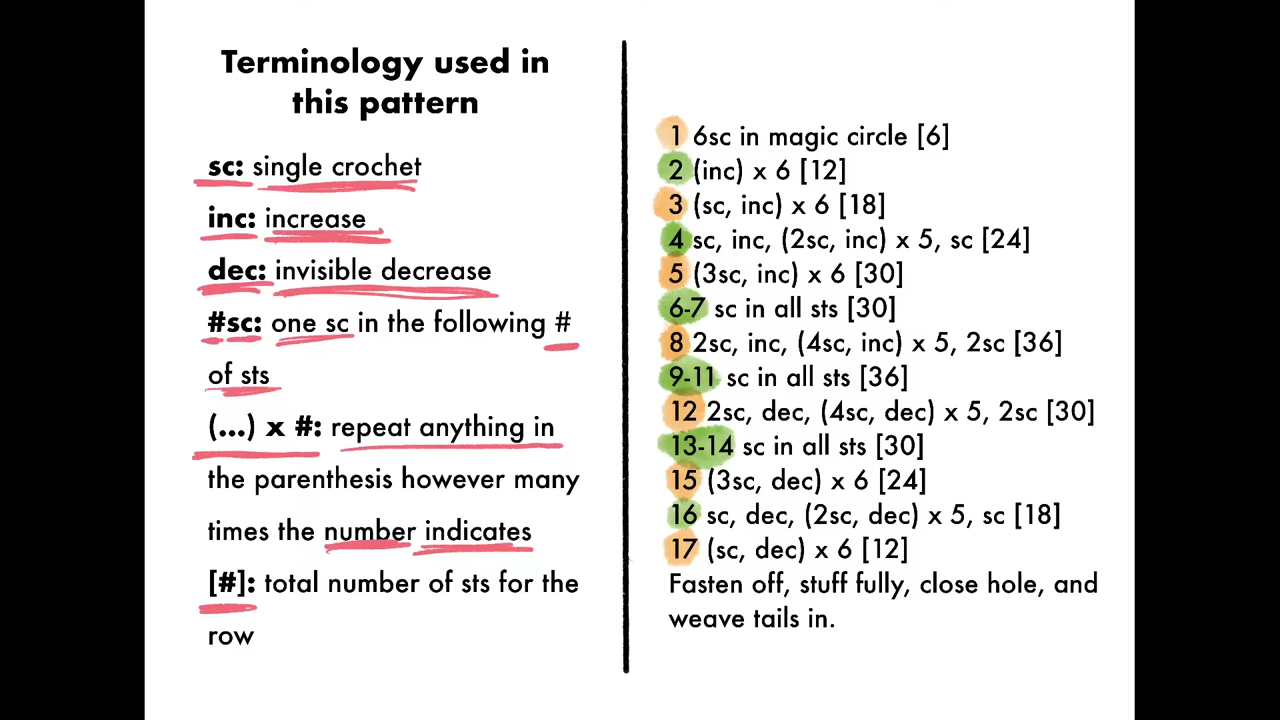 Terminology used in
this pattern
sc: single crochet
inc: increase
dec: invisible decrease
#sc: one sc in the following #
of sts
(...) x #: repeat anything in
the parenthesis however many
times the number indicates
[#]: total number of sts for the
row
1 6sc in magic circle [6]
2 (inc) x 6 [12]
3 (sc, inc) x 6 [18]
4 sc, inc, (2sc, inc) x 5, sc [24]
5 (3sc, inc) x 6 [30]
6-7 sc in all sts [30]
8 2sc, inc, (4sc, inc) x 5, 2sc [36]
9-11 sc in all sts [36]
12 2sc, dec, (4sc, dec) x 5, 2sc [30]
13-14 sc in all sts [30]
15 (3sc, dec) x 6 [24]
16 sc, dec, (2sc, dec) x 5, sc [18]
17 (sc, dec) x 6 [12]
Fasten off, stuff fully, close hole, and
weave tails in.